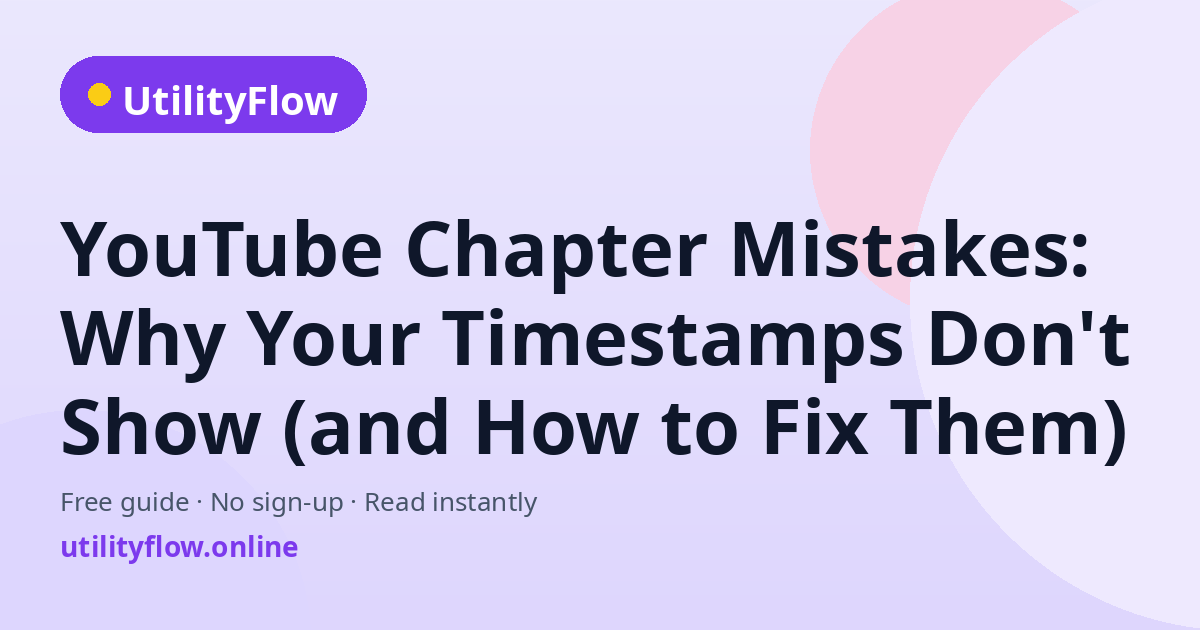 UtilityFlow
YouTube Chapter Mistakes:
Why Your Timestamps Don't
Show (and How to Fix Them)
Free guide · No sign-up · Read instantly
utilityflow.online